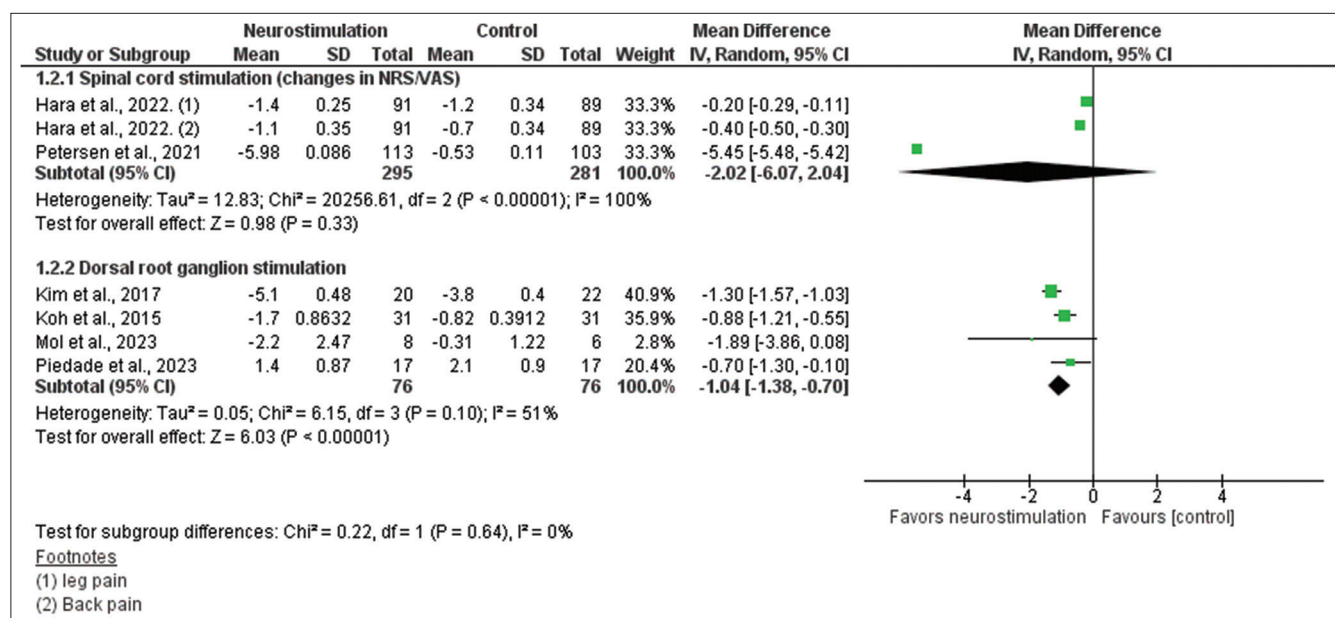 Neurostimulation Control Mean Difference Mean Difference
Study or Subgroup Mean SD Total Mean SD Total Weight IV, Random, 95% CI IV, Random, 95% CI
1.2.1 Spinal cord stimulation (changes in NRS/VAS)
Hara et al., 2022. (1) -1.4 0.25 91 -1.2 0.34 89 33.3% -0.20 [-0.29, -0.11]
Hara et al., 2022. (2) -1.1 0.35 91 -0.7 0.34 89 33.3% -0.40 [-0.50, -0.30]
Petersen et al., 2021 -5.98 0.086 113 -0.53 0.11 103 33.3% -5.45 [-5.48, -5.42]
Subtotal (95% CI) 295 281 100.0% -2.02 [-6.07, 2.04]
Heterogeneity: Tau² = 12.83; Chi² = 20256.61, df = 2 (P < 0.00001); I² = 100%
Test for overall effect: Z = 0.98 (P = 0.33)
1.2.2 Dorsal root ganglion stimulation
Kim et al., 2017 -5.1 0.48 20 -3.8 0.4 22 40.9% -1.30 [-1.57, -1.03]
Koh et al., 2015 -1.7 0.8632 31 -0.82 0.3912 31 35.9% -0.88 [-1.21, -0.55]
Mol et al., 2023 -2.2 2.47 8 -0.31 1.22 6 2.8% -1.89 [-3.86, 0.08]
Piedade et al., 2023 1.4 0.87 17 2.1 0.9 17 20.4% -0.70 [-1.30, -0.10]
Subtotal (95% CI) 76 76 100.0% -1.04 [-1.38, -0.70]
Heterogeneity: Tau² = 0.05; Chi² = 6.15, df = 3 (P = 0.10); I² = 51%
Test for overall effect: Z = 6.03 (P < 0.00001)
-4 -2 0 2 4
Favors neurostimulation Favours [control]
Test for subgroup differences: Chi² = 0.22, df = 1 (P = 0.64), I² = 0%
Footnotes
(1) leg pain
(2) Back pain